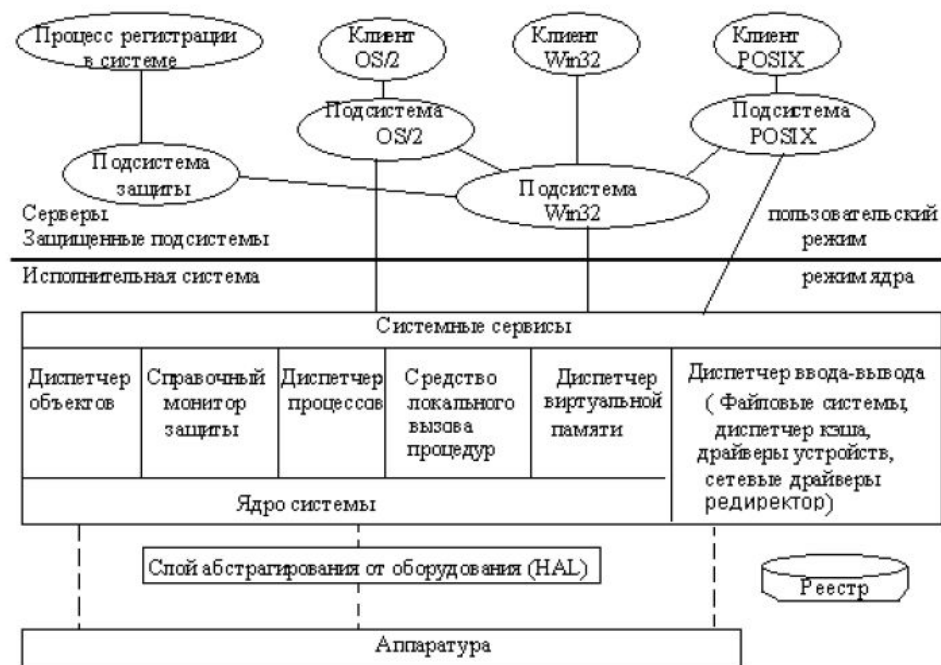 Процесс регистрации
в системе
Клиент
OS/2
Клиент
Win32
Клиент
POSIX
Подсистема
OS/2
Подсистема
POSIX
Подсистема
защиты
Подсистема
Win32
Серверы
Защищенные подсистемы
пользовательский
режим
Исполнительная система
режим ядра
Системные сервисы
Диспетчер
объектов
Справочный
монитор
защиты
Диспетчер
процессов
Средство
локального
вызова
процедур
Диспетчер
виртуальной
памяти
Диспетчер ввода-вывода
( Файловые системы,
диспетчер кэша,
драйверы устройств,
сетевые драйверы
редиректор)
Ядро системы
Слой абстрагирования от оборудования (HAL)
Реестр
Аппаратура